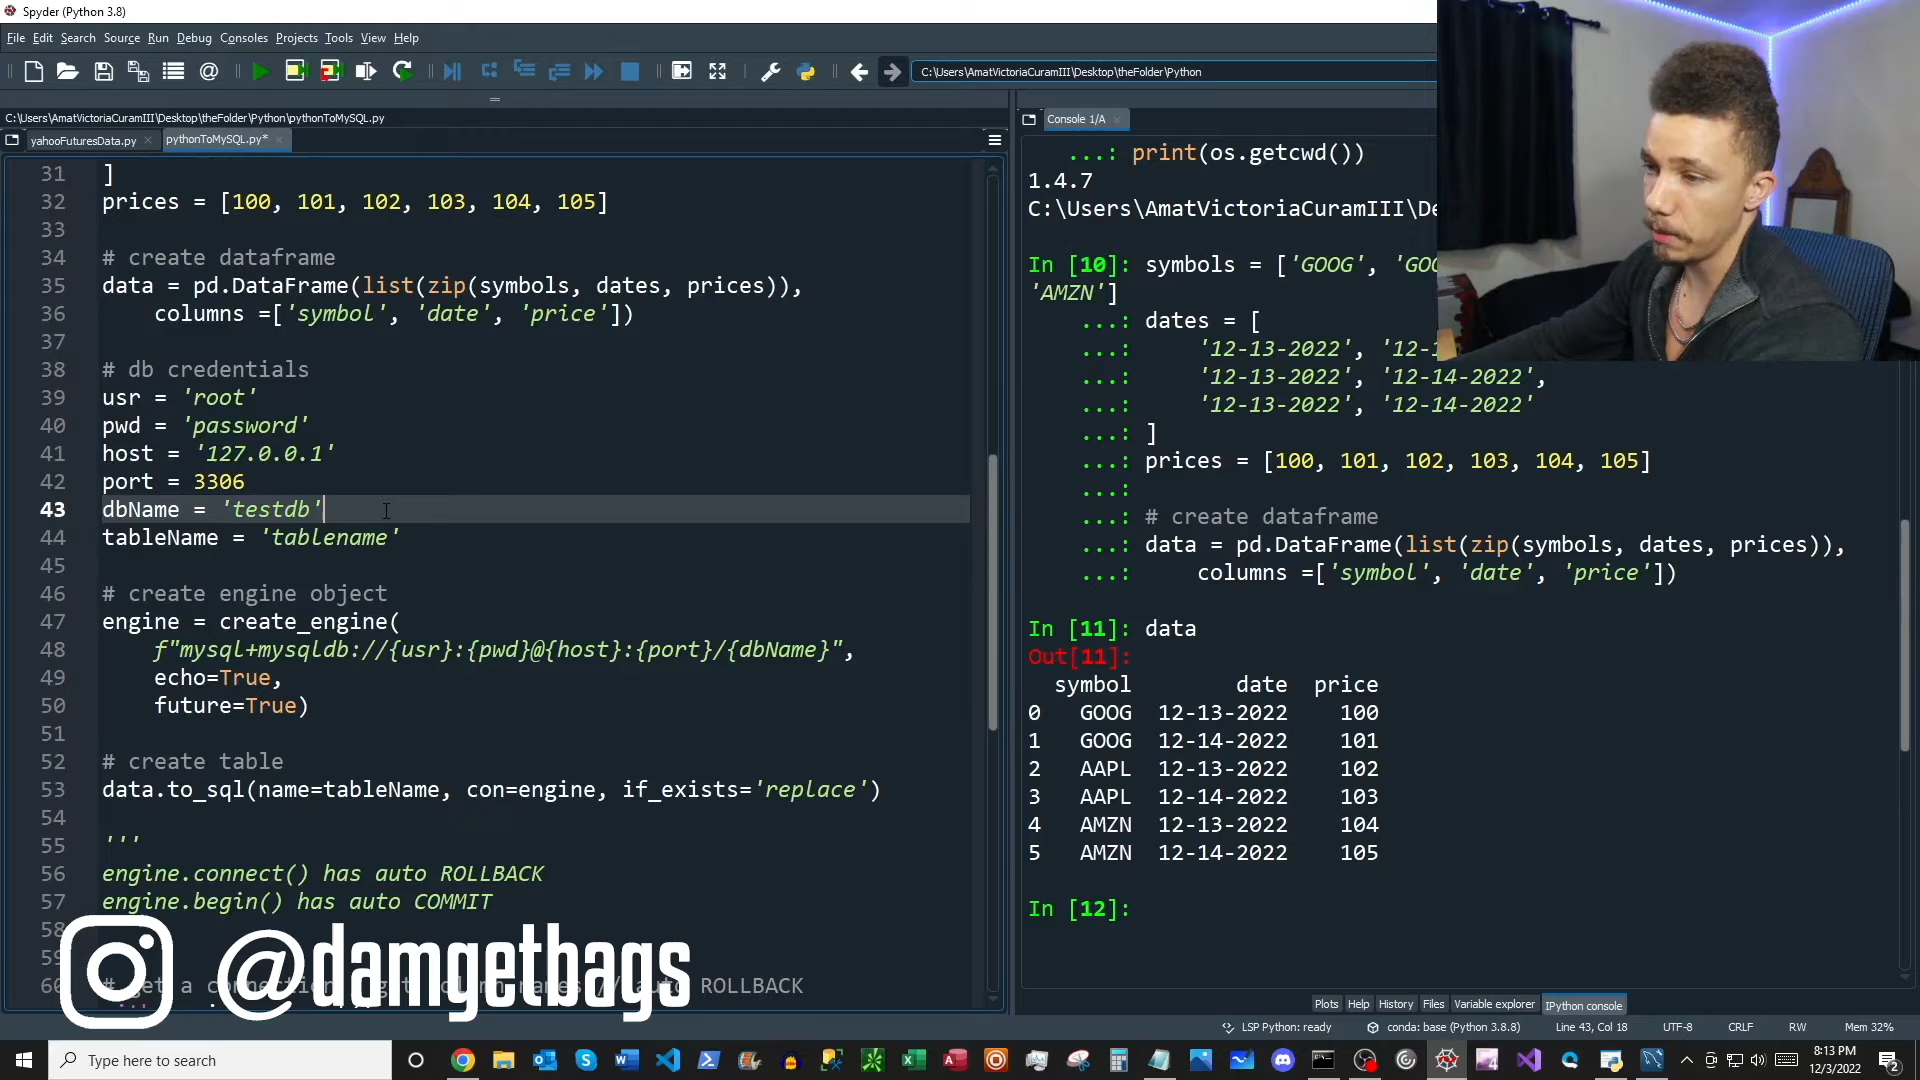 Spyder (Python 3.8)
File Edit Search Source Run Debug Consoles Projects Tools View Help
C:\Users\AmatVictoriaCuramIII\Desktop\theFolder\Python
C:\Users\AmatVictoriaCuramIII\Desktop\theFolder\Python\pythonToMySQL.py
yahooFuturesData.py
pythonToMySQL.py*
31 ]
32 prices = [100, 101, 102, 103, 104, 105]
33
34 # create dataframe
35 data = pd.DataFrame(list(zip(symbols, dates, prices)),
36 columns =['symbol', 'date', 'price'])
37
38 # db credentials
39 usr = 'root'
40 pwd = 'password'
41 host = '127.0.0.1'
42 port = 3306
43 dbName = 'testdb'
44 tableName = 'tablename'
45
46 # create engine object
47 engine = create_engine(
48 f"mysql+mysqldb://{usr}:{pwd}@{host}:{port}/{dbName}",
49 echo=True,
50 future=True)
51
52 # create table
53 data.to_sql(name=tableName, con=engine, if_exists='replace')
54
55 '''
56 engine.connect() has auto ROLLBACK
57 engine.begin() has auto COMMIT
58
ROLLBACK
@damgetbags
Console 1/A
...: print(os.getcwd())
1.4.7
C:\Users\AmatVictoriaCuramIII\De
In [10]: symbols = ['GOOG', 'GOO
'AMZN']
...: dates = [
...: '12-13-2022', '12-1
...: '12-13-2022', '12-14-2022',
...: '12-13-2022', '12-14-2022'
...: ]
...: prices = [100, 101, 102, 103, 104, 105]
...:
...: # create dataframe
...: data = pd.DataFrame(list(zip(symbols, dates, prices)),
...: columns =['symbol', 'date', 'price'])
In [11]: data
Out[11]:
symbol date price
0 GOOG 12-13-2022 100
1 GOOG 12-14-2022 101
2 AAPL 12-13-2022 102
3 AAPL 12-14-2022 103
4 AMZN 12-13-2022 104
5 AMZN 12-14-2022 105
In [12]:
Plots Help History Files Variable explorer IPython console
LSP Python: ready conda: base (Python 3.8.8) Line 43, Col 18 UTF-8 CRLF RW Mem 32%
Type here to search
8:13 PM
12/3/2022
2